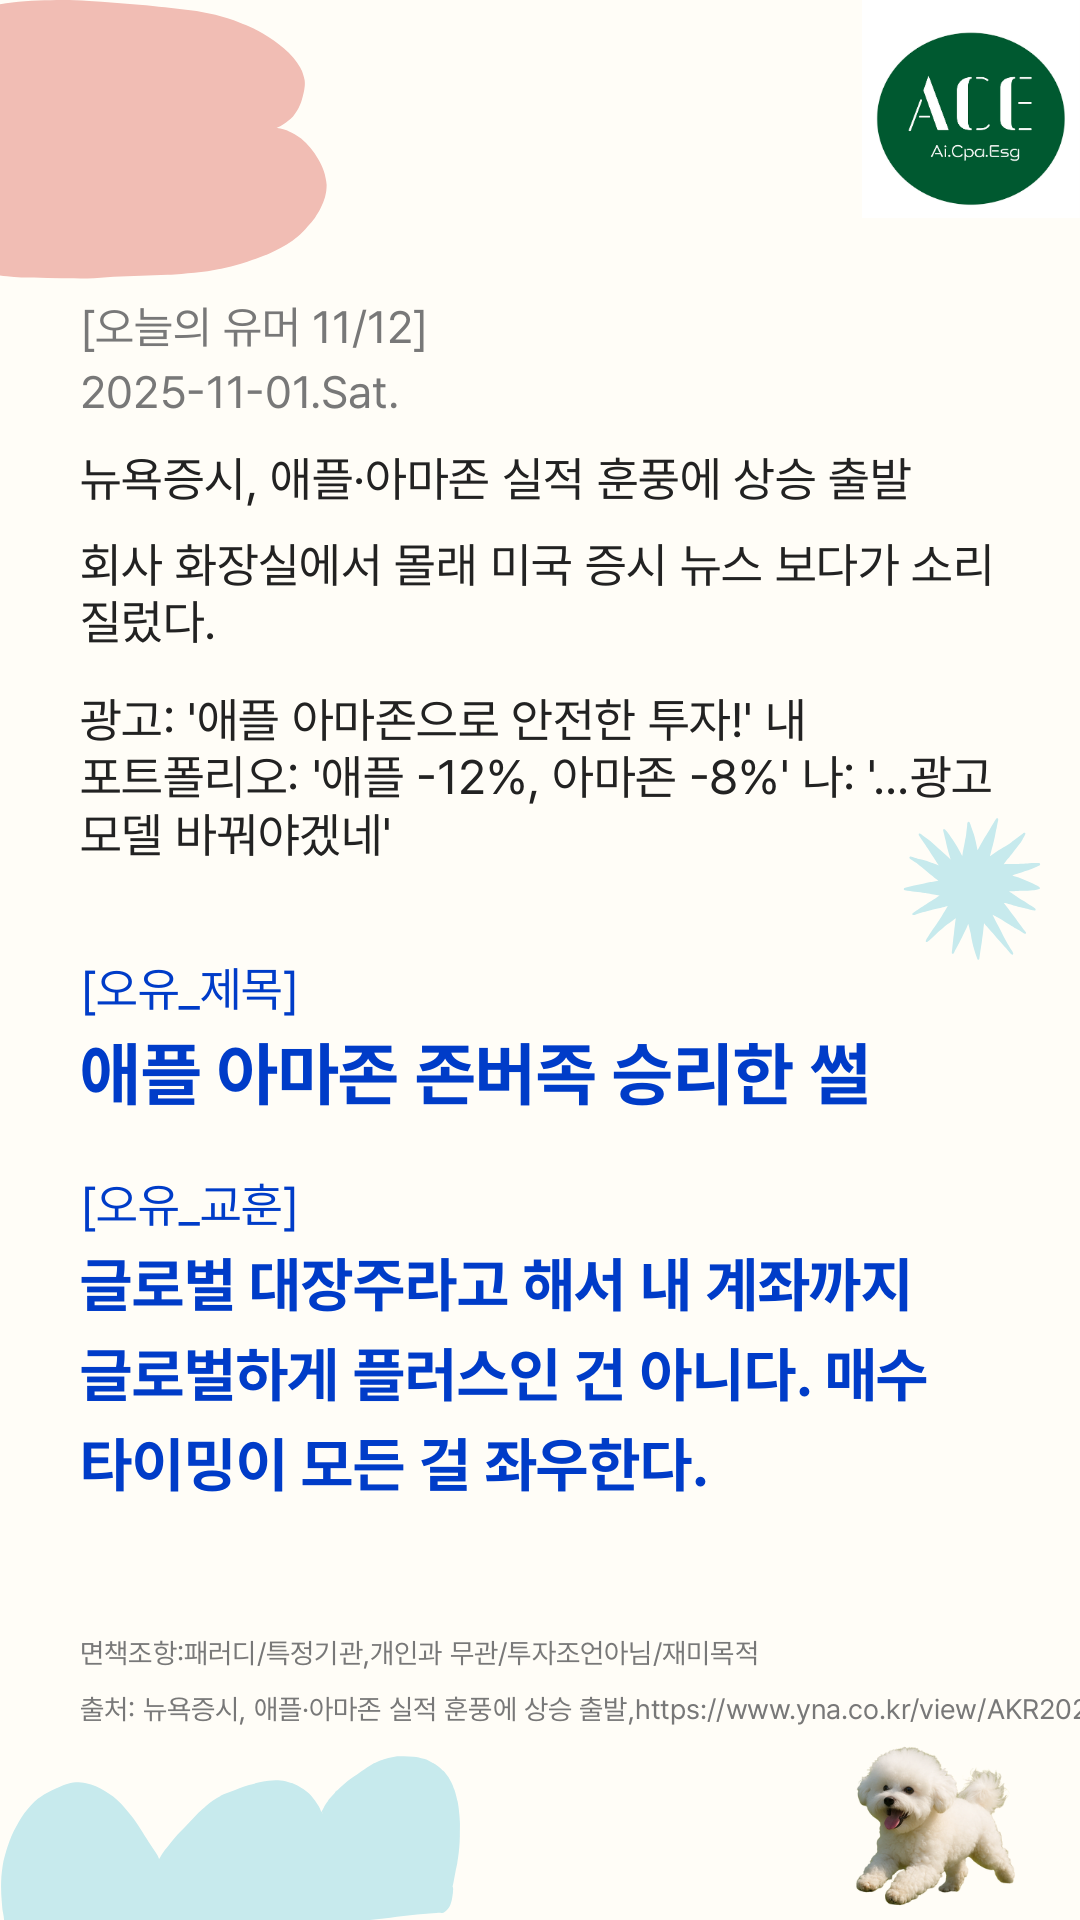 ACE
Ai.Cpa.Esg
[오늘의 유머 11/12]
2025-11-01.Sat.
뉴욕증시, 애플·아마존 실적 훈풍에 상승 출발
회사 화장실에서 몰래 미국 증시 뉴스 보다가 소리
질렀다.
광고: '애플 아마존으로 안전한 투자!' 내
포트폴리오: '애플 -12%, 아마존 -8%' 나: '...광고
모델 바꿔야겠네'
[오유_제목]
애플 아마존 존버족 승리한 썰
[오유_교훈]
글로벌 대장주라고 해서 내 계좌까지
글로벌하게 플러스인 건 아니다. 매수
타이밍이 모든 걸 좌우한다.
면책조항:패러디/특정기관,개인과 무관/투자조언아님/재미목적
출처: 뉴욕증시, 애플·아마존 실적 훈풍에 상승 출발,https://www.yna.co.kr/view/AKR202